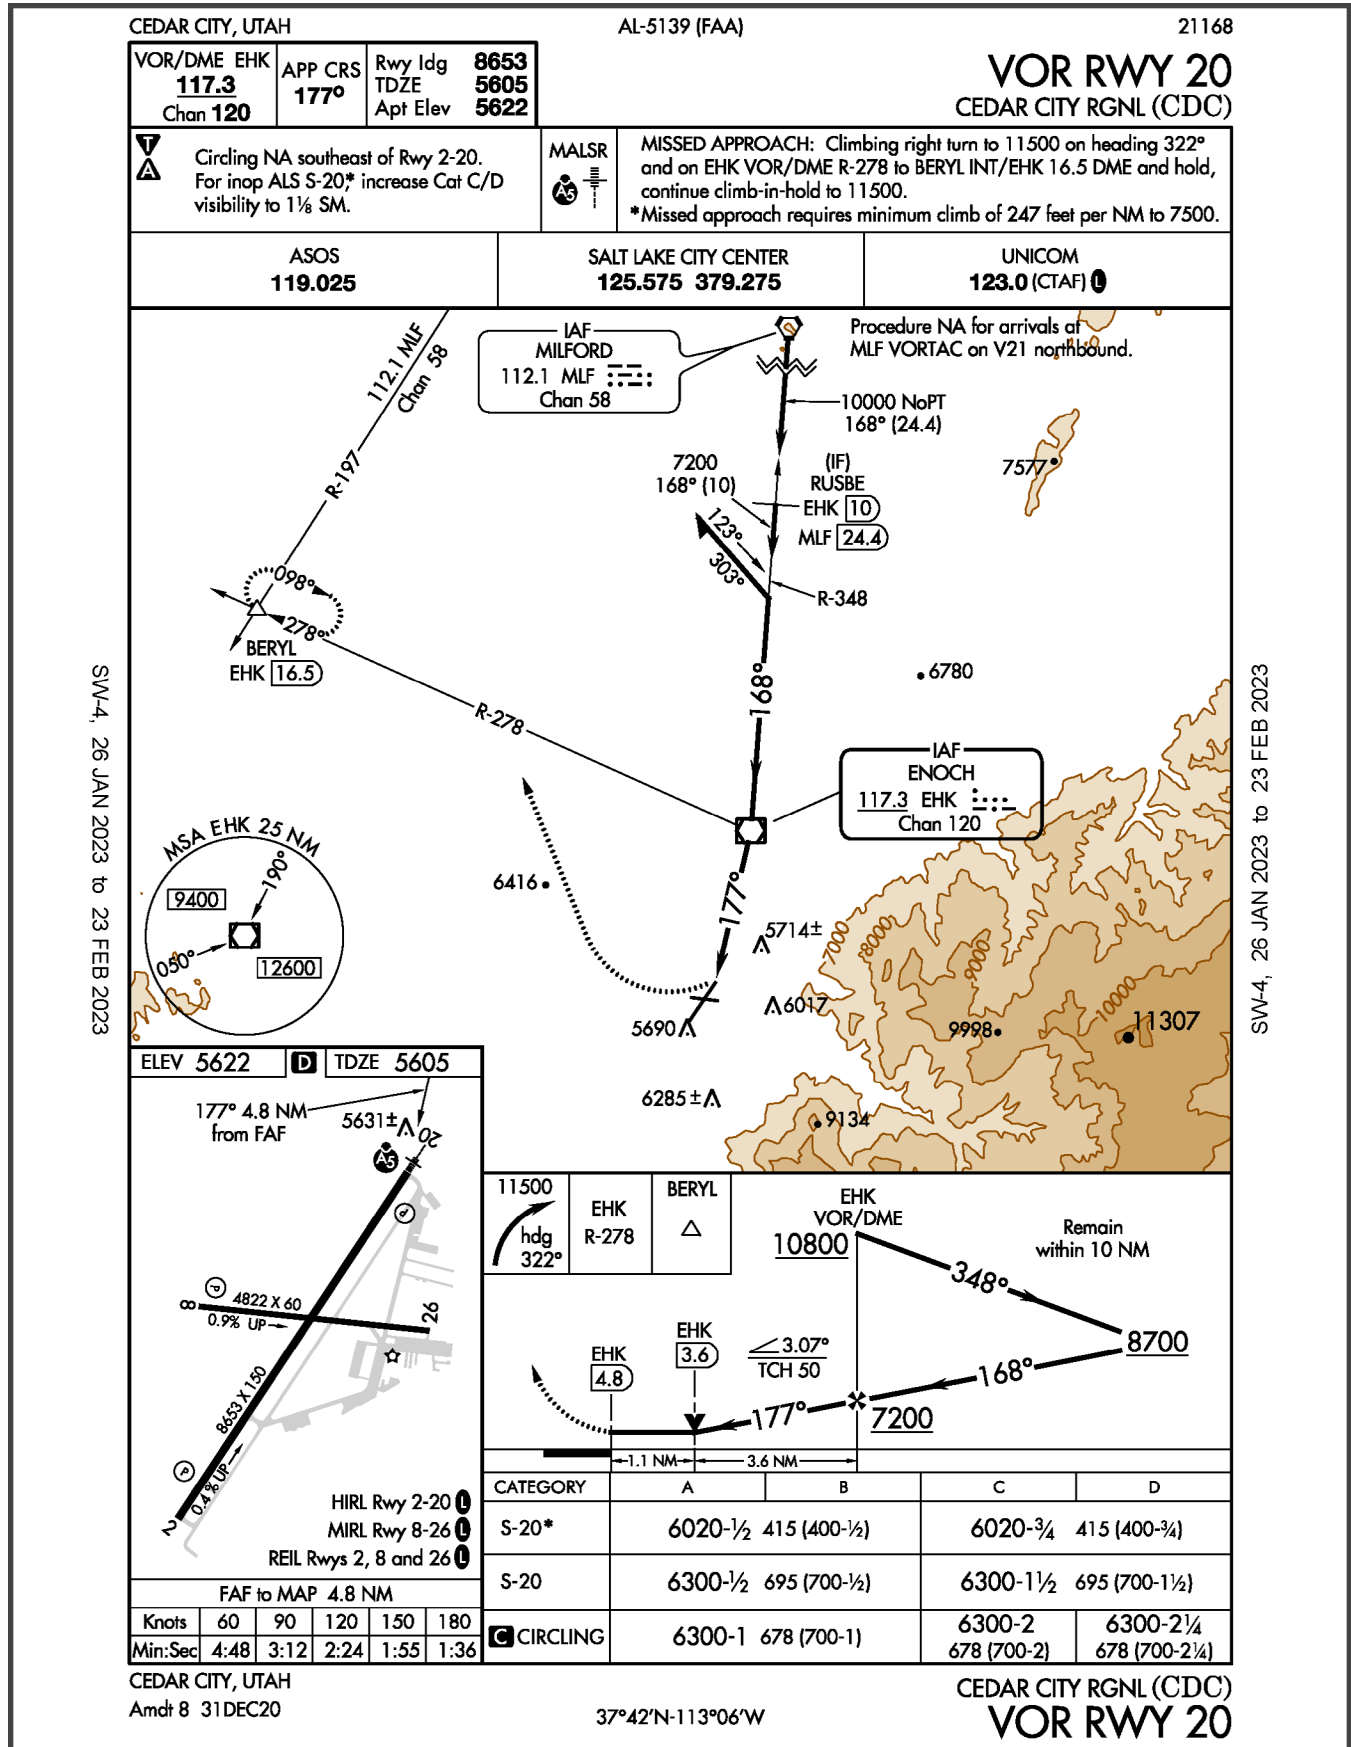 CEDAR CITY, UTAH
AL-5139 (FAA)
21168
VOR/DME EHK
117.3
Chan 120
APP CRS
177°
Rwy ldg 8653
TDZE 5605
Apt Elev 5622
VOR RWY 20
CEDAR CITY RGNL (CDC)
T
A
Circling NA southeast of Rwy 2-20.
For inop ALS S-20,* increase Cat C/D
visibility to 1⅛ SM.
MALSR
A5
MISSED APPROACH: Climbing right turn to 11500 on heading 322°
and on EHK VOR/DME R-278 to BERYL INT/EHK 16.5 DME and hold,
continue climb-in-hold to 11500.
*Missed approach requires minimum climb of 247 feet per NM to 7500.
ASOS
119.025
SALT LAKE CITY CENTER
125.575 379.275
UNICOM
123.0 (CTAF) L
Procedure NA for arrivals at
MLF VORTAC on V21 northbound.
IAF
MILFORD
112.1 MLF
Chan 58
112.1 MLF
Chan 58
R-197
10000 NoPT
168° (24.4)
7200
168° (10)
(IF)
RUSBE
EHK 10
MLF 24.4
7577
123°
303°
R-348
098°
278°
BERYL
EHK 16.5
R-278
168°
6780
IAF
ENOCH
117.3 EHK
Chan 120
MSA EHK 25 NM
190°
9400
050°
12600
6416
177°
5714±
7000
8000
9000
10000
6017
5690
9998
11307
6285±
9134
SW-4, 26 JAN 2023 to 23 FEB 2023
SW-4, 26 JAN 2023 to 23 FEB 2023
ELEV 5622
D
TDZE 5605
177° 4.8 NM
from FAF
5631±
20
A5
P
P
8
4822 X 60
0.9% UP
26
8653 X 150
P
0.4% UP
2
HIRL Rwy 2-20 L
MIRL Rwy 8-26 L
REIL Rwys 2, 8 and 26 L
FAF to MAP 4.8 NM
Knots 60 90 120 150 180
Min:Sec 4:48 3:12 2:24 1:55 1:36
11500
hdg
322°
EHK
R-278
BERYL
EHK
VOR/DME
10800
Remain
within 10 NM
348°
8700
168°
EHK
3.6
3.07°
TCH 50
EHK
4.8
177°
7200
1.1 NM
3.6 NM
CATEGORY A B C D
S-20* 6020-½ 415 (400-½) 6020-¾ 415 (400-¾)
S-20 6300-½ 695 (700-½) 6300-1½ 695 (700-1½)
C CIRCLING 6300-1 678 (700-1) 6300-2 678 (700-2) 6300-2¼ 678 (700-2¼)
CEDAR CITY, UTAH
Amdt 8 31DEC20
37°42'N-113°06'W
CEDAR CITY RGNL (CDC)
VOR RWY 20